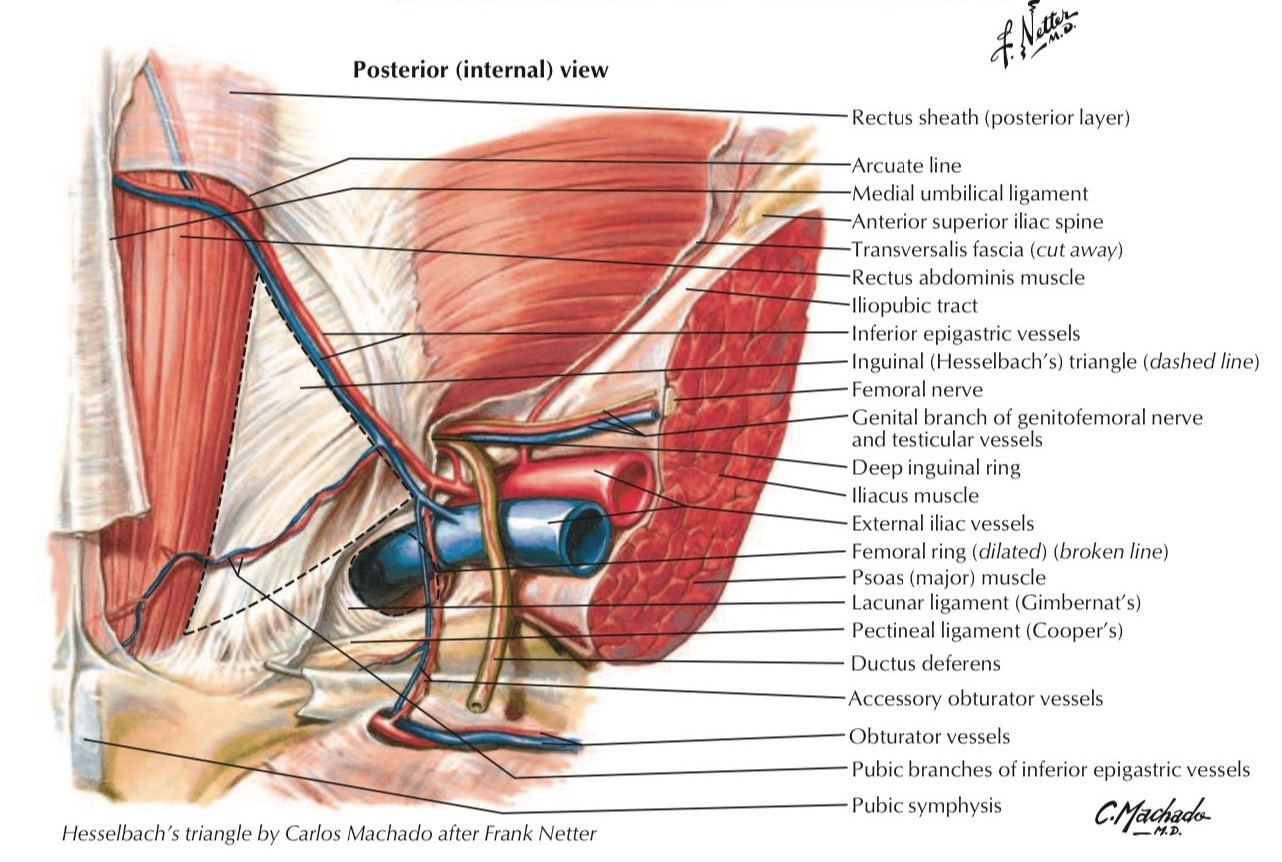 F. Netter
M.D.
Posterior (internal) view
Rectus sheath (posterior layer)
Arcuate line
Medial umbilical ligament
Anterior superior iliac spine
Transversalis fascia (cut away)
Rectus abdominis muscle
Iliopubic tract
Inferior epigastric vessels
Inguinal (Hesselbach's) triangle (dashed line)
Femoral nerve
Genital branch of genitofemoral nerve
and testicular vessels
Deep inguinal ring
Iliacus muscle
External iliac vessels
Femoral ring (dilated) (broken line)
Psoas (major) muscle
Lacunar ligament (Gimbernat's)
Pectineal ligament (Cooper's)
Ductus deferens
Accessory obturator vessels
Obturator vessels
Pubic branches of inferior epigastric vessels
Pubic symphysis
C. Machado
M.D.
Hesselbach's triangle by Carlos Machado after Frank Netter